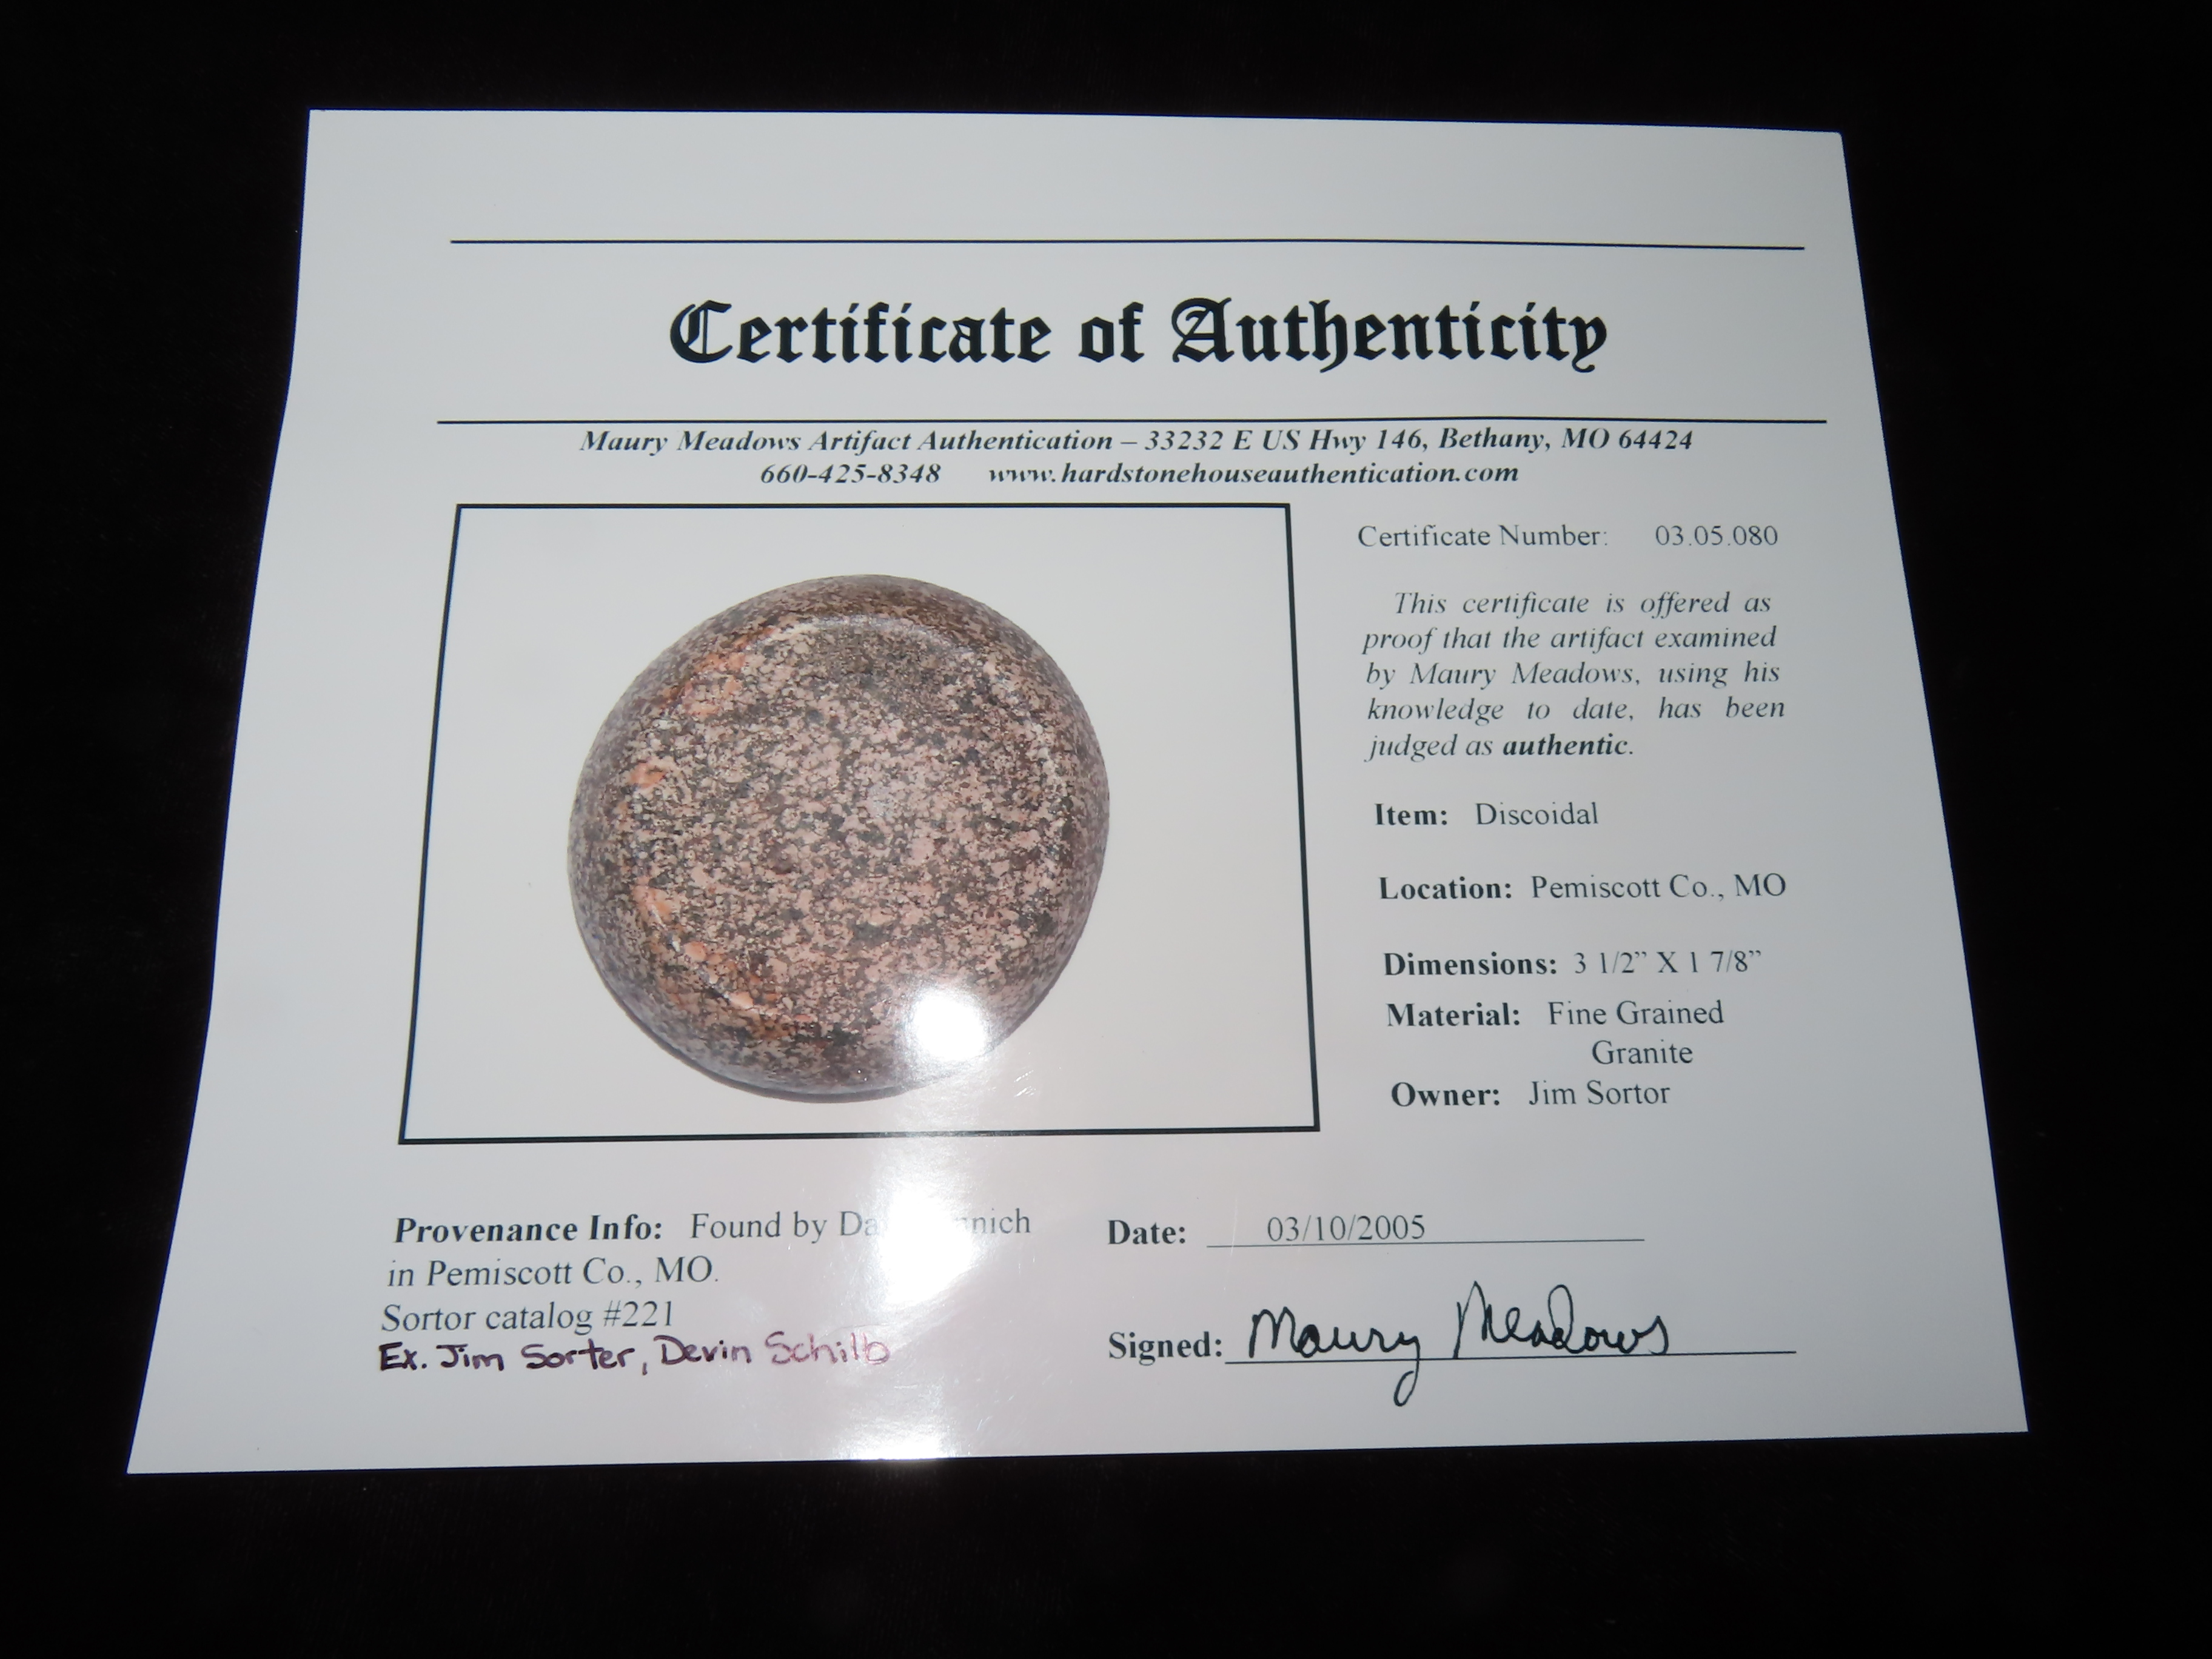 Certificate of Authenticity
Maury Meadows Artifact Authentication – 33232 E US Hwy 146, Bethany, MO 64424
660-425-8348 www.hardstonehouseauthentication.com
Certificate Number: 03.05.080
This certificate is offered as
proof that the artifact examined
by Maury Meadows, using his
knowledge to date, has been
judged as authentic.
Item: Discoidal
Location: Pemiscott Co., MO
Dimensions: 3 1/2” X 1 7/8”
Material: Fine Grained
Granite
Owner: Jim Sortor
Provenance Info: Found by
in Pemiscott Co., MO.
Sortor catalog #221
Ex. Jim Sorter, Devin Schilb
Date: 03/10/2005
Signed: Maury Meadows